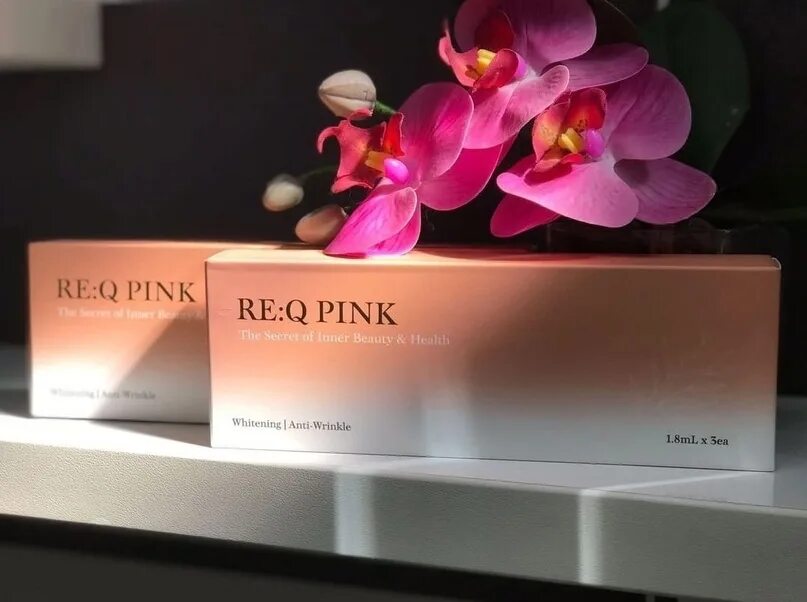 RE:Q PINK
The Secret of Inner Beauty &
Whitening | Anti-Wrinkle
RE:Q PINK
The Secret of Inner Beauty & Health
Whitening | Anti-Wrinkle
1.8mL x 3ea